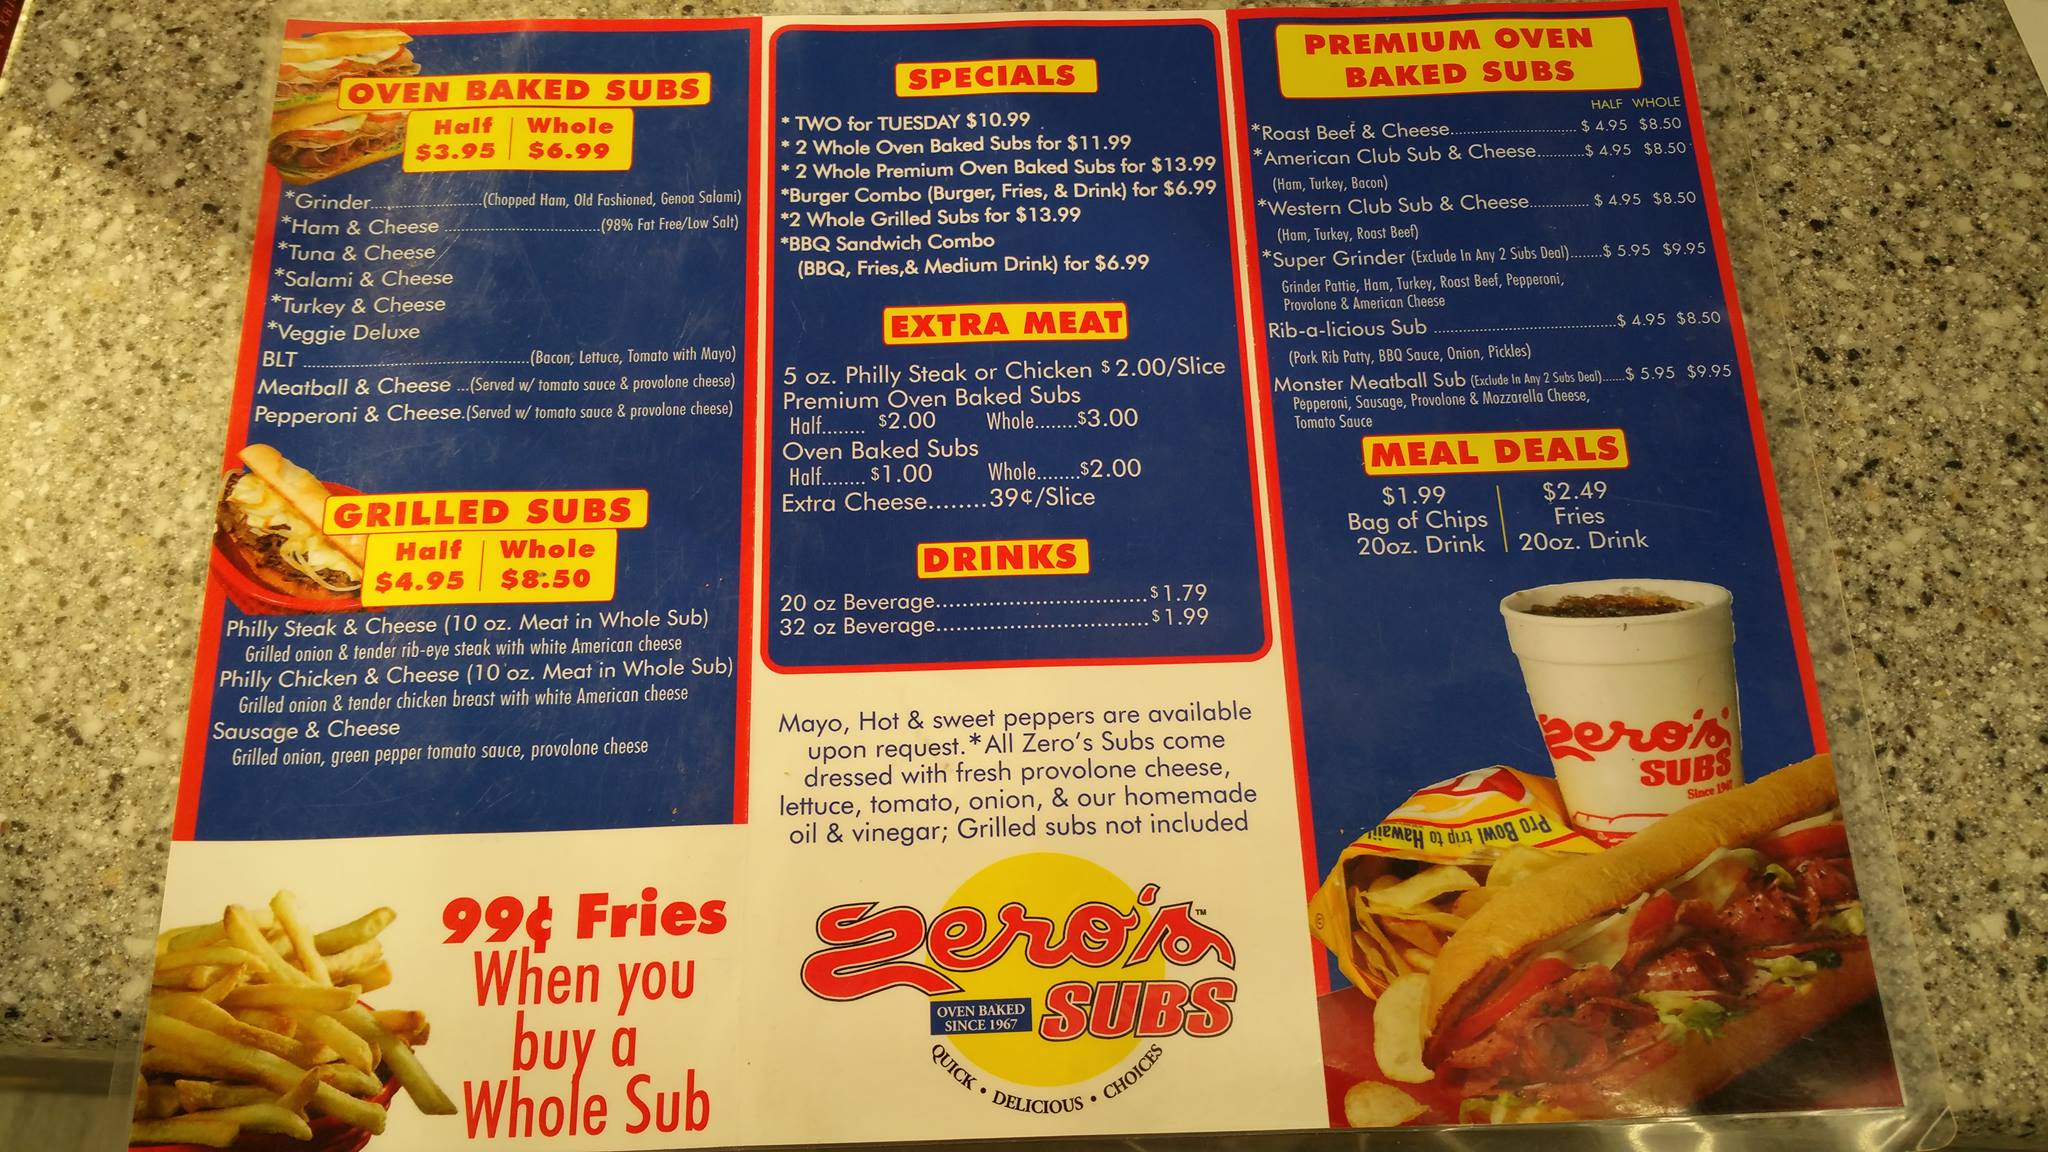 OVEN BAKED SUBS
Half Whole
$3.95 $6.99
*Grinder..........................(Chopped Ham, Old Fashioned, Genoa Salami)
*Ham & Cheese ....................................(98% Fat Free/Low Salt)
*Tuna & Cheese
*Salami & Cheese
*Turkey & Cheese
*Veggie Deluxe
BLT .....................................................(Bacon, Lettuce, Tomato with Mayo)
Meatball & Cheese ...(Served w/ tomato sauce & provolone cheese)
Pepperoni & Cheese.(Served w/ tomato sauce & provolone cheese)
GRILLED SUBS
Half Whole
$4.95 $8.50
Philly Steak & Cheese (10 oz. Meat in Whole Sub)
Grilled onion & tender rib-eye steak with white American cheese
Philly Chicken & Cheese (10 oz. Meat in Whole Sub)
Grilled onion & tender chicken breast with white American cheese
Sausage & Cheese
Grilled onion, green pepper tomato sauce, provolone cheese
99¢ Fries
When you
buy a
Whole Sub
SPECIALS
* TWO for TUESDAY $10.99
* 2 Whole Oven Baked Subs for $11.99
* 2 Whole Premium Oven Baked Subs for $13.99
*Burger Combo (Burger, Fries, & Drink) for $6.99
*2 Whole Grilled Subs for $13.99
*BBQ Sandwich Combo
(BBQ, Fries,& Medium Drink) for $6.99
EXTRA MEAT
5 oz. Philly Steak or Chicken $2.00/Slice
Premium Oven Baked Subs
Half........ $2.00 Whole........$3.00
Oven Baked Subs
Half........ $1.00 Whole........$2.00
Extra Cheese........39¢/Slice
DRINKS
20 oz Beverage................................$1.79
32 oz Beverage................................$1.99
Mayo, Hot & sweet peppers are available
upon request.*All Zero's Subs come
dressed with fresh provolone cheese,
lettuce, tomato, onion, & our homemade
oil & vinegar; Grilled subs not included
zero's™
SUBS
OVEN BAKED
SINCE 1967
QUICK • DELICIOUS • CHOICES
PREMIUM OVEN
BAKED SUBS
HALF WHOLE
*Roast Beef & Cheese............................... $ 4.95 $8.50
*American Club Sub & Cheese...........$ 4.95 $8.50
(Ham, Turkey, Bacon)
*Western Club Sub & Cheese.............. $ 4.95 $8.50
(Ham, Turkey, Roast Beef)
*Super Grinder (Exclude In Any 2 Subs Deal)........$ 5.95 $9.95
Grinder Pattie, Ham, Turkey, Roast Beef, Pepperoni,
Provolone & American Cheese
Rib-a-licious Sub ............................................$ 4.95 $8.50
(Pork Rib Patty, BBQ Sauce, Onion, Pickles)
Monster Meatball Sub (Exclude In Any 2 Subs Deal)......$ 5.95 $9.95
Pepperoni, Sausage, Provolone & Mozzarella Cheese,
Tomato Sauce
MEAL DEALS
$1.99 $2.49
Bag of Chips Fries
20oz. Drink 20oz. Drink
zero's
SUBS
Since 1967
Pro Bowl trip to Hawaii!